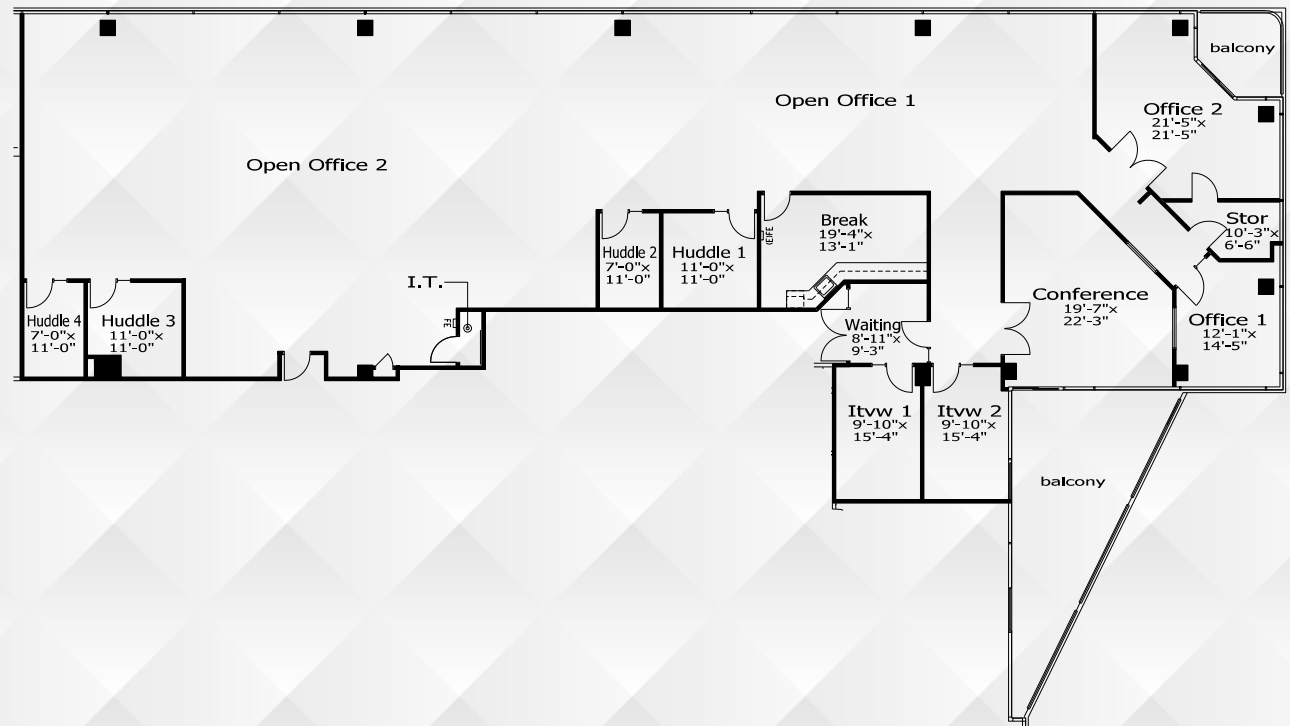 balcony
Open Office 1
Office 2
21'-5"x
21'-5"
Open Office 2
Break
19'-4"x
13'-1"
Stor
10'-3"x
6'-6"
Huddle 2
7'-0"x
11'-0"
Huddle 1
11'-0"x
11'-0"
I.T.
Conference
19'-7"x
22'-3"
Huddle 4
7'-0"x
11'-0"
Huddle 3
11'-0"x
11'-0"
FE
Waiting
8'-11"x
9'-3"
Office 1
12'-1"x
14'-5"
Itvw 1
9'-10"x
15'-4"
Itvw 2
9'-10"x
15'-4"
balcony